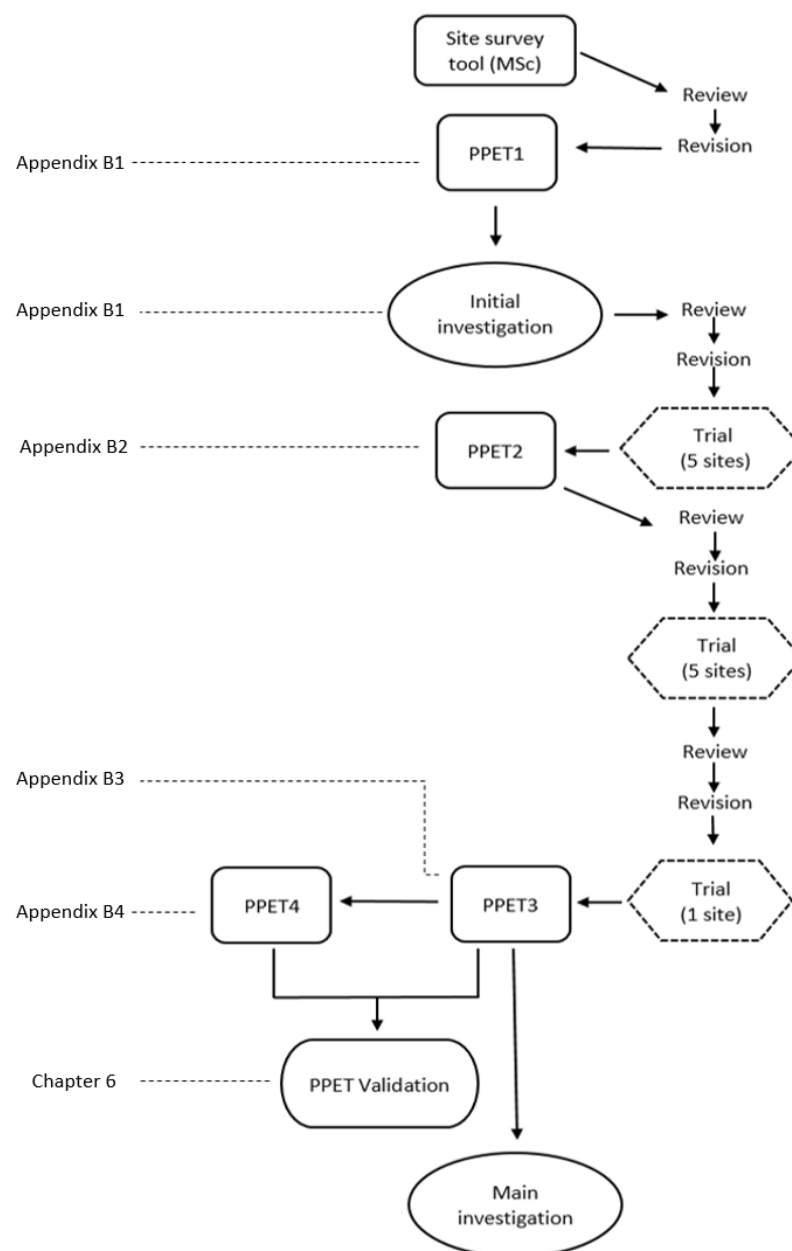 Site survey
tool (MSc)
Review
Revision
Appendix B1
PPET1
Appendix B1
Initial
investigation
Review
Revision
Trial
(5 sites)
Appendix B2
PPET2
Review
Revision
Trial
(5 sites)
Review
Revision
Appendix B3
Trial
(1 site)
PPET3
PPET4
Appendix B4
Chapter 6
PPET Validation
Main
investigation